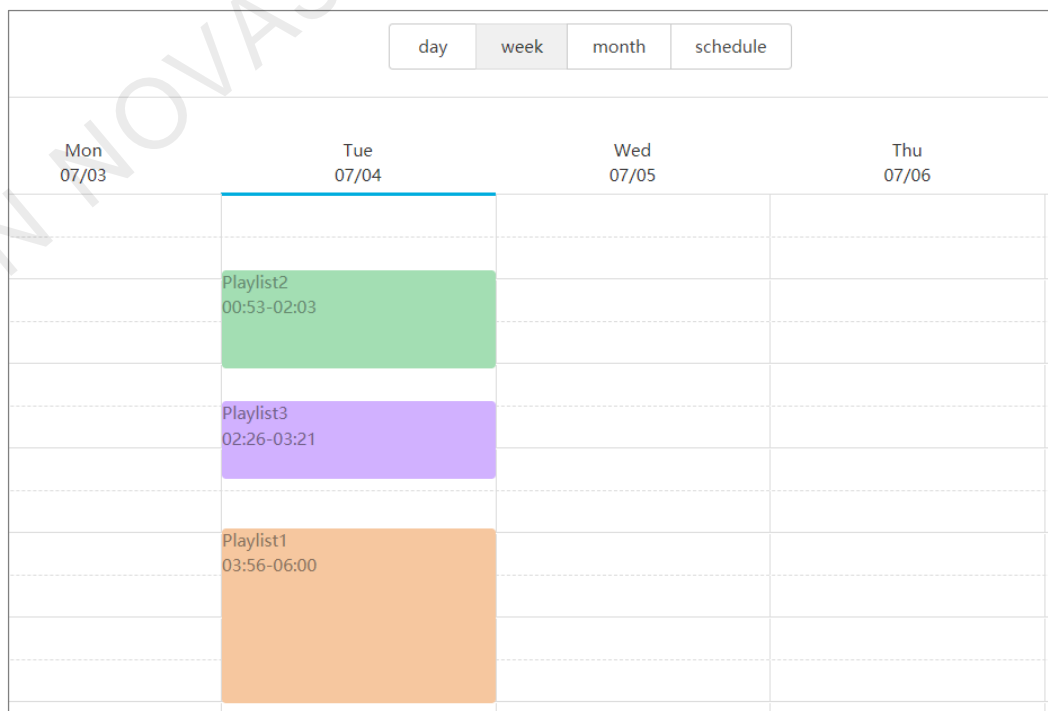 day week month schedule
Mon Tue Wed Thu
07/03 07/04 07/05 07/06
Playlist2
00:53-02:03
Playlist3
02:26-03:21
Playlist1
03:56-06:00